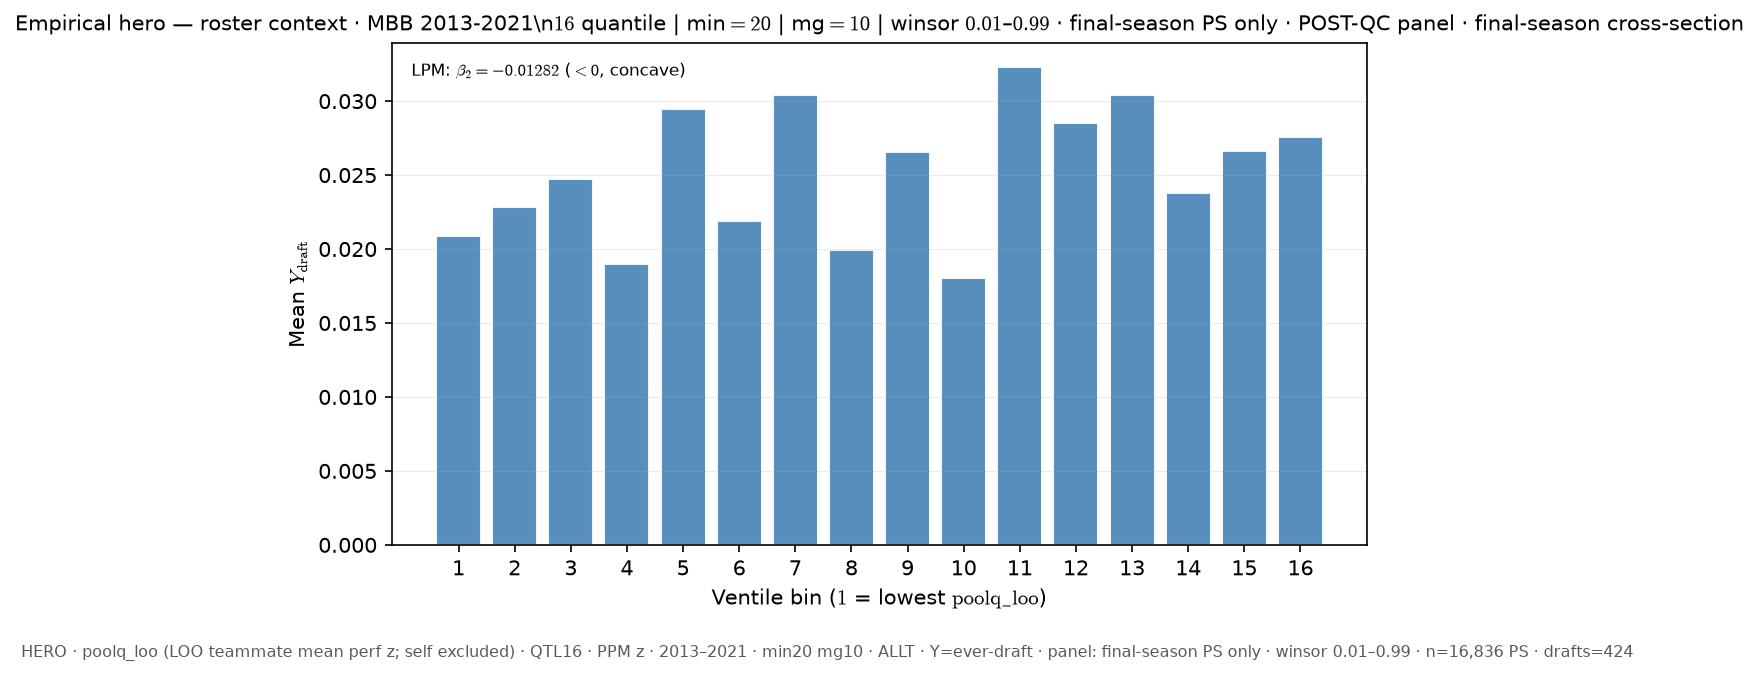 Empirical hero — roster context · MBB 2013-2021\n16 quantile | min = 20 | mg = 10 | winsor 0.01–0.99 · final-season PS only · POST-QC panel · final-season cross-section
LPM: β₂ = −0.01282 (< 0, concave)
0.030
0.025
0.020
0.015
0.010
0.005
0.000
Mean Y_draft
1 2 3 4 5 6 7 8 9 10 11 12 13 14 15 16
Ventile bin (1 = lowest poolq_loo)
HERO · poolq_loo (LOO teammate mean perf z; self excluded) · QTL16 · PPM z · 2013–2021 · min20 mg10 · ALLT · Y=ever-draft · panel: final-season PS only · winsor 0.01–0.99 · n=16,836 PS · drafts=424